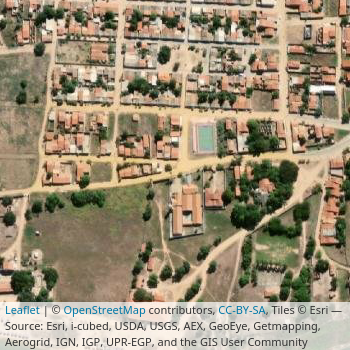 Leaflet | © OpenStreetMap contributors, CC-BY-SA, Tiles © Esri —
Source: Esri, i-cubed, USDA, USGS, AEX, GeoEye, Getmapping,
Aerogrid, IGN, IGP, UPR-EGP, and the GIS User Community